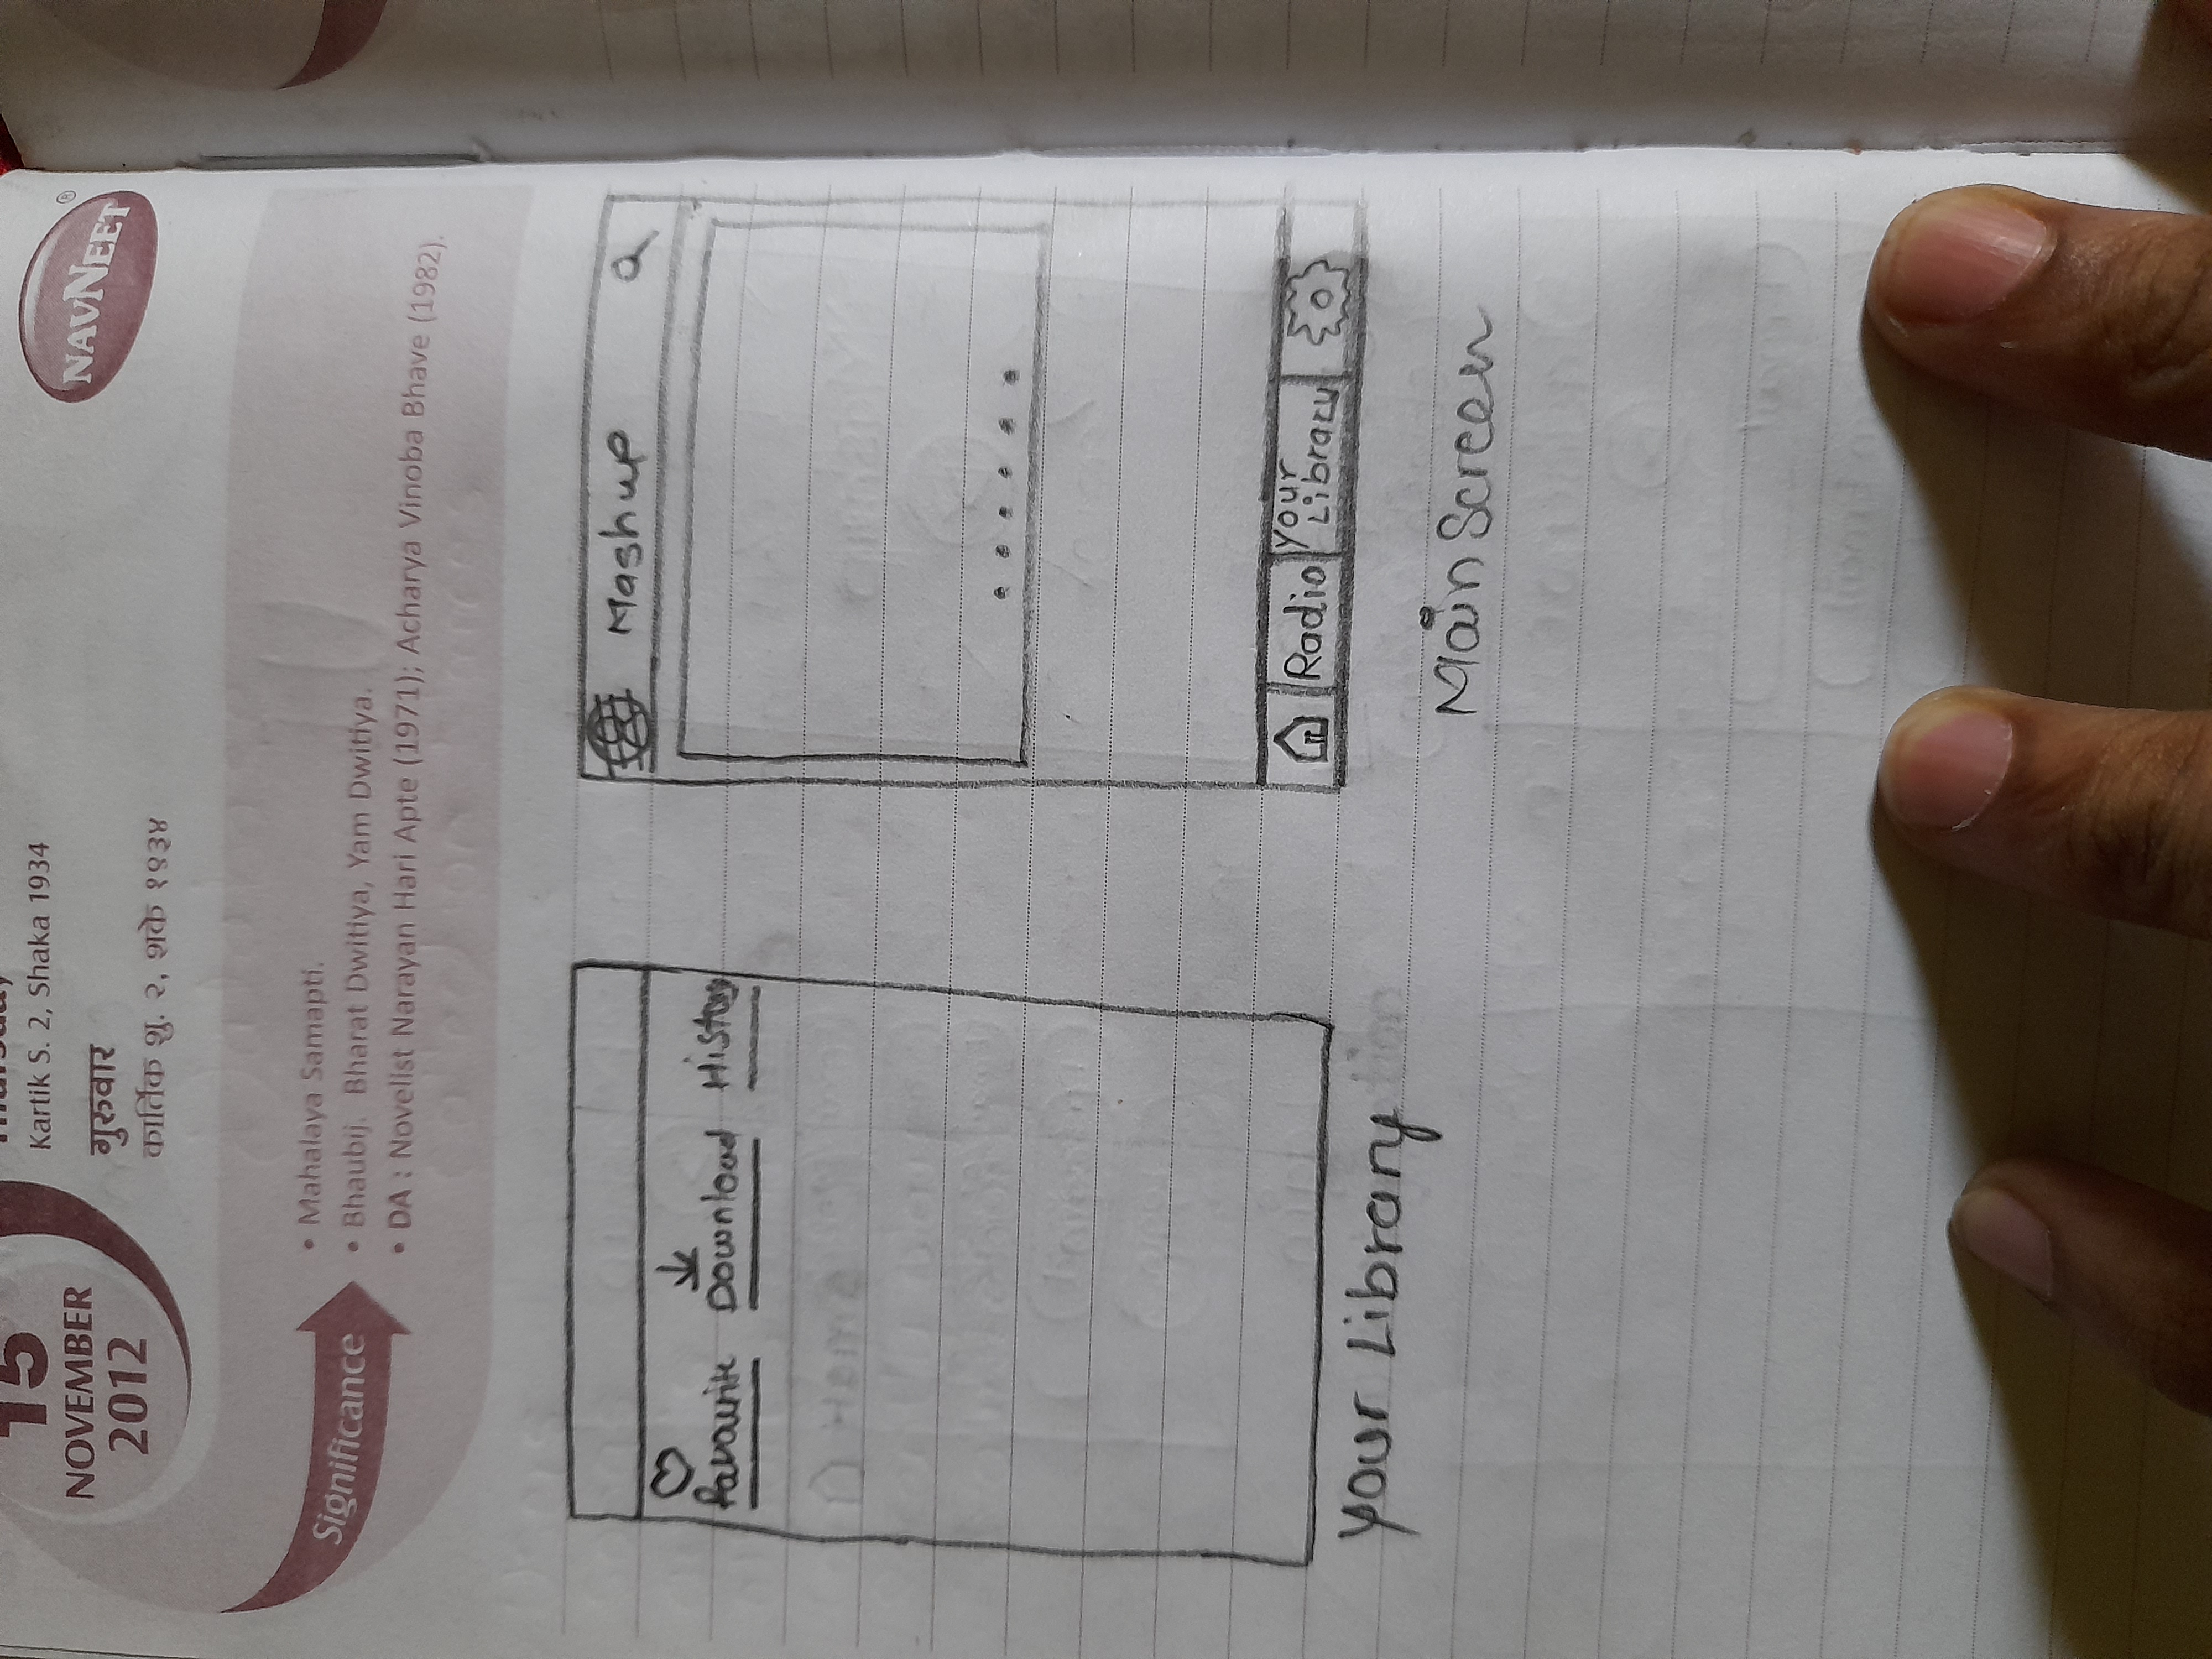 15
NOVEMBER
2012
Thursday
Kartik S. 2, Shaka 1934
गुरुवार
कार्तिक शु. २, शके १९३४
NAVNEET®
Significance
• Mahalaya Samapti.
• Bhaubij. Bharat Dwitiya, Yam Dwitiya.
• DA : Novelist Narayan Hari Apte (1971); Acharya Vinoba Bhave (1982).
Favourite Download History
Home
Your Library
Mashup
Radio
Your
Library
Main Screen